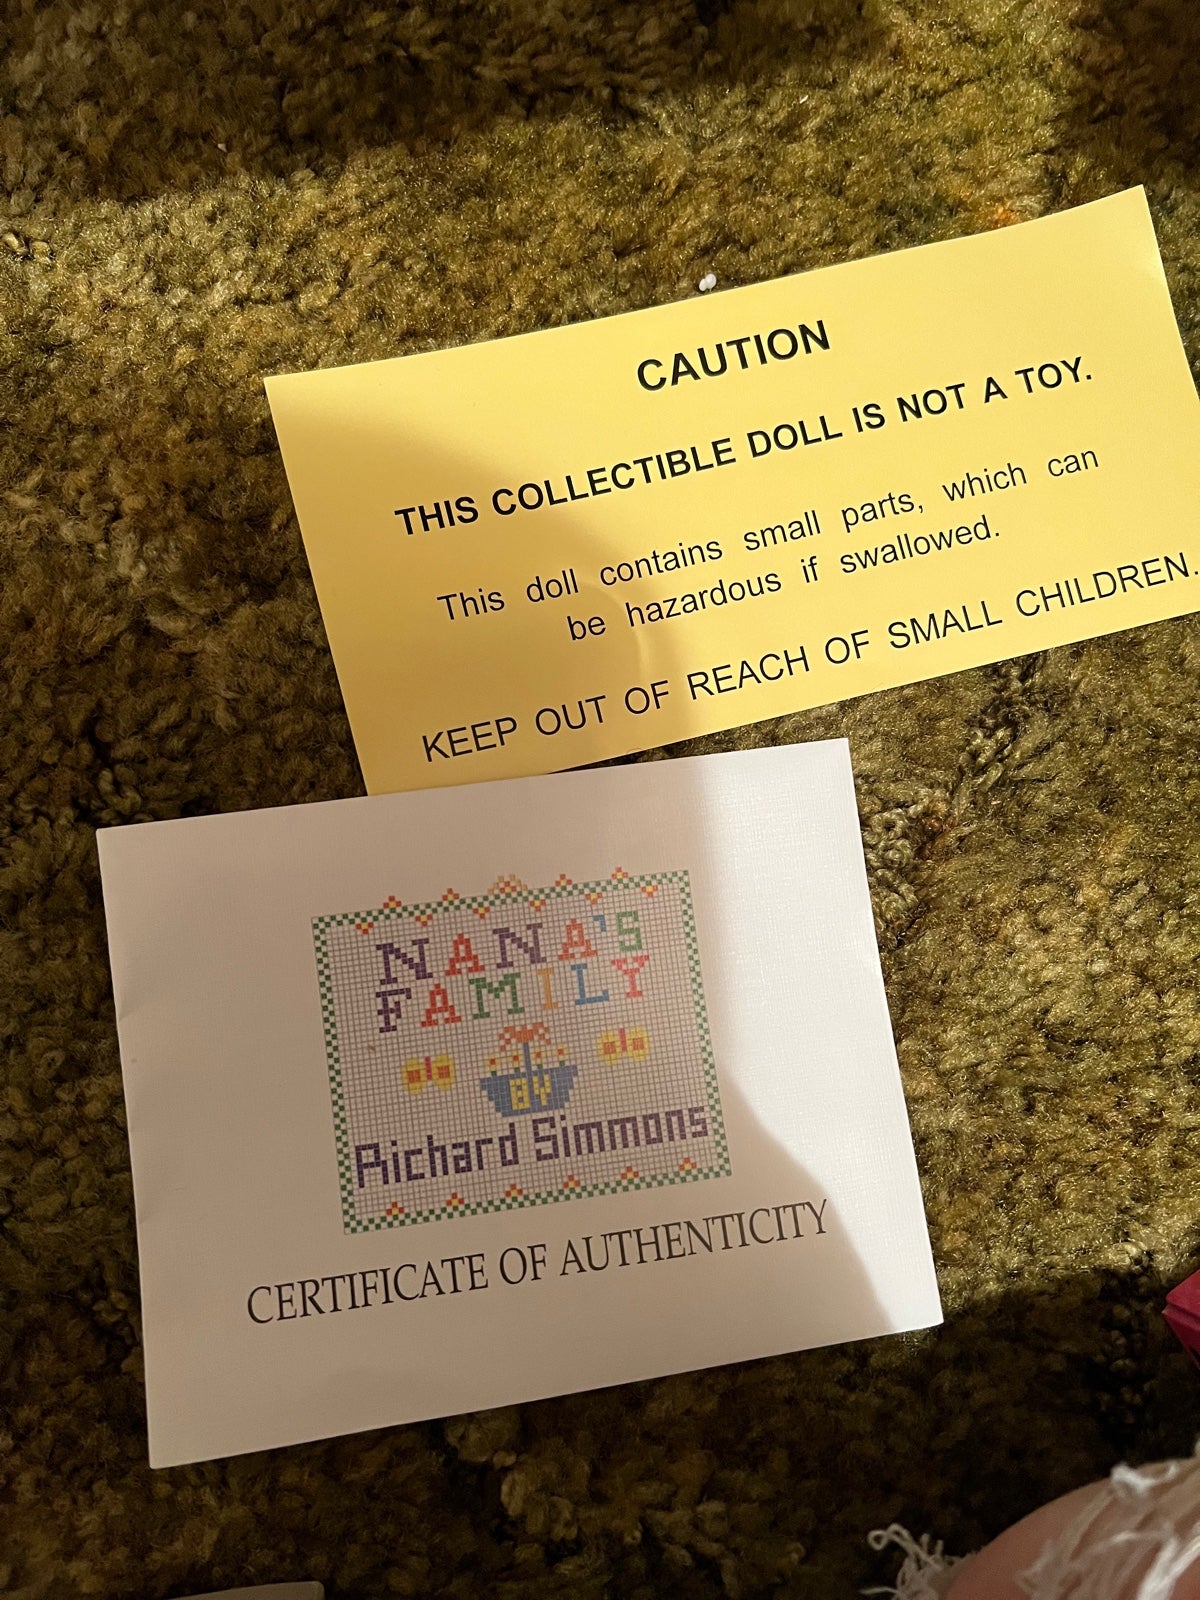 CAUTION
THIS COLLECTIBLE DOLL IS NOT A TOY.
This doll contains small parts, which can
be hazardous if swallowed.
KEEP OUT OF REACH OF SMALL CHILDREN.
NANA'S
FAMILY
BY
Richard Simmons
CERTIFICATE OF AUTHENTICITY